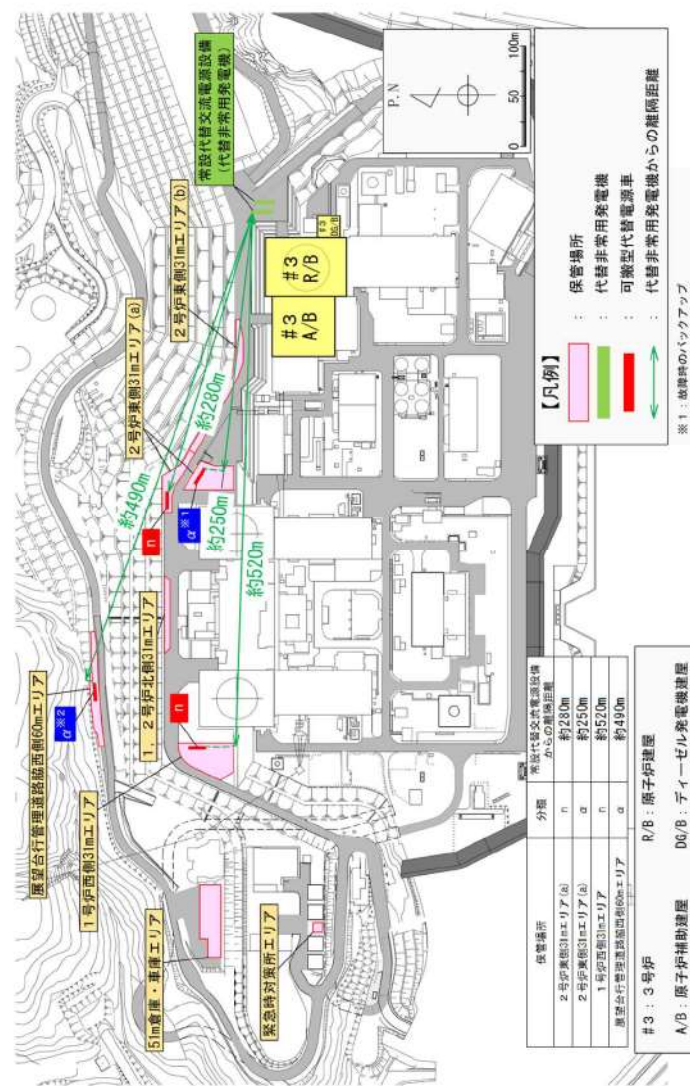 常設代替交流電源設備
(代替非常用発電機)
2号炉東側31mエリア(b)
2号炉東側31mエリア(a)
展望台行管理道路脇西側60mエリア
1号炉西側31mエリア
1,2号炉北側31mエリア
51m倉庫・車庫エリア
緊急時対策所エリア
約490m
約280m
約250m
約520m
n
α※1
n
α※2
#3
R/B
#3
A/B
#3
DG/B
P.N
0 50 100m
【凡例】
: 保管場所
: 代替非常用発電機
: 可搬型代替電源車
: 代替非常用発電機からの離隔距離
※1:故障時のバックアップ
保管場所 分類 常設代替交流電源設備からの離隔距離
2号炉東側31mエリア(a) n 約280m
2号炉東側31mエリア(a) α 約250m
1号炉西側31mエリア n 約520m
展望台行管理道路脇西側60mエリア α 約490m
#3:3号炉 R/B:原子炉建屋
A/B:原子炉補助建屋 DG/B:ディーゼル発電機建屋